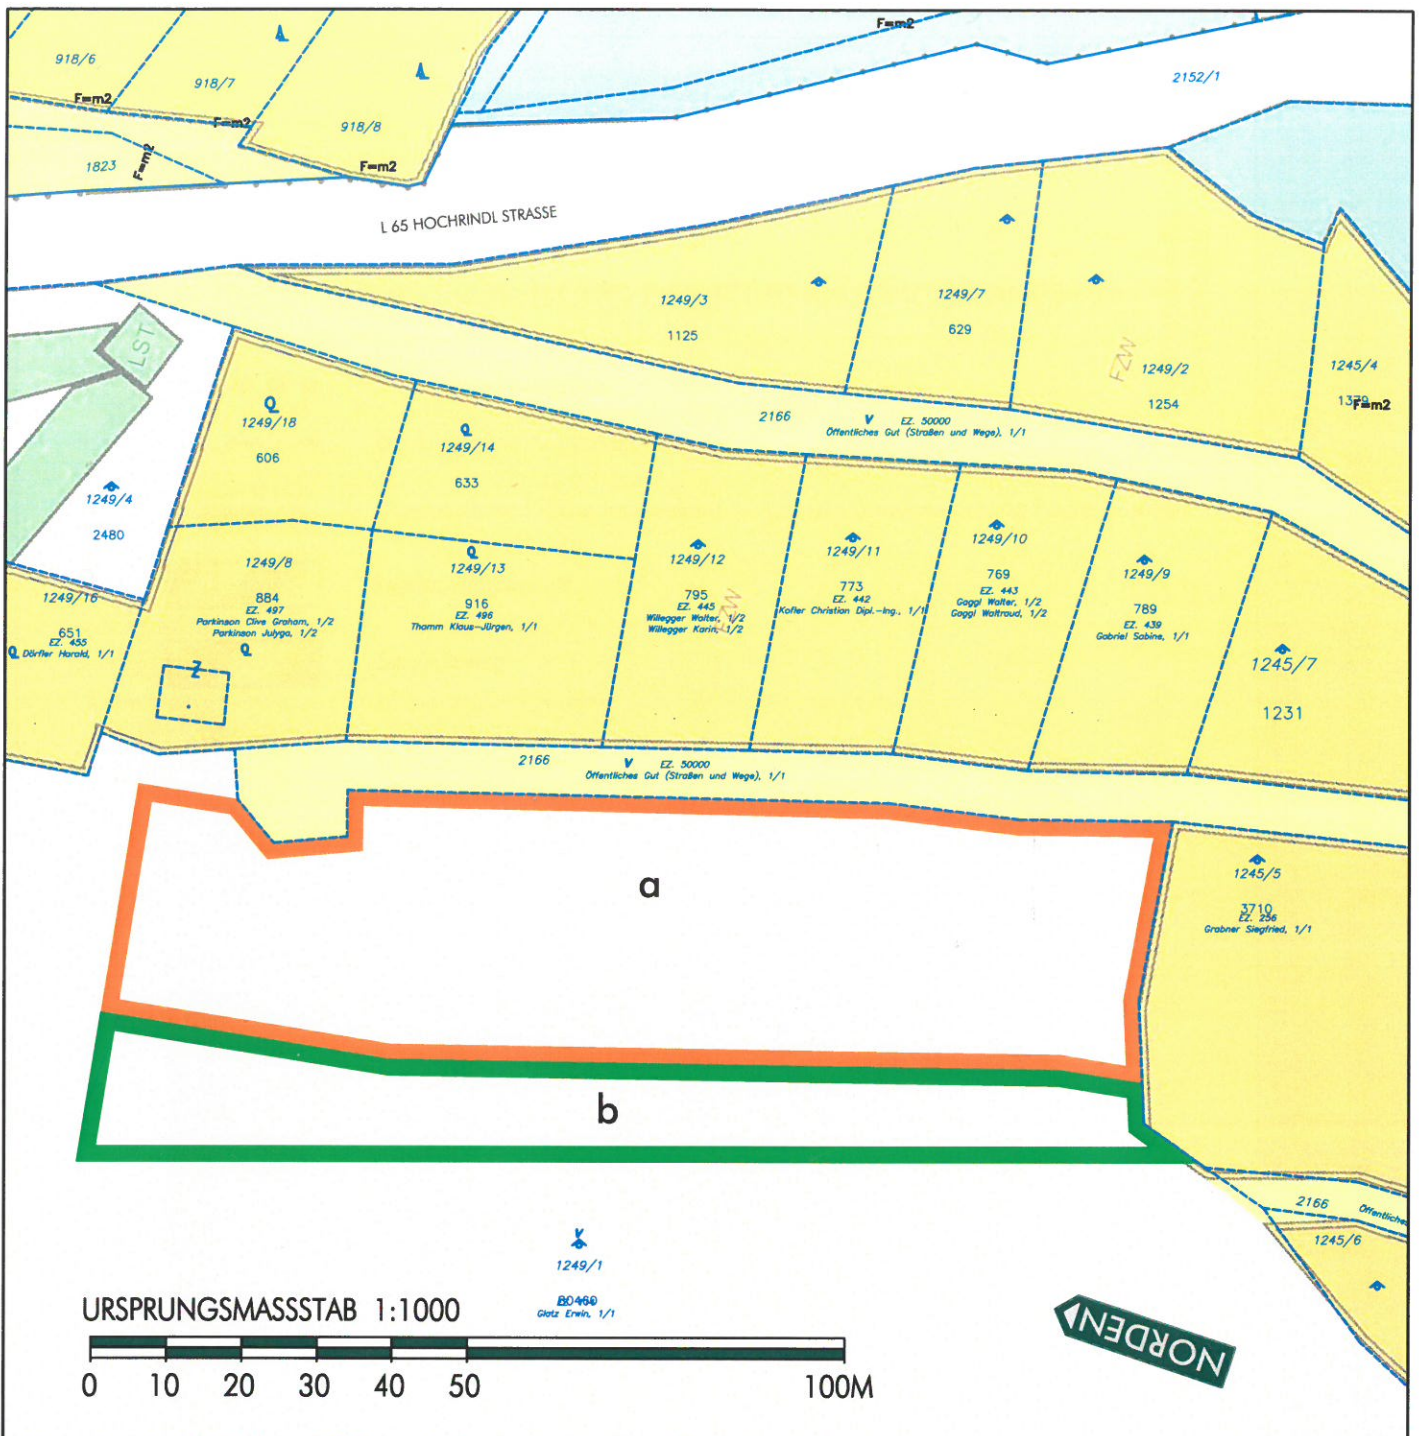 F=m2
2152/1
918/6
918/7
F=m2
F=m2
918/8
F=m2
1823
F=m2
L 65 HOCHRINDL STRASSE
1249/3
1125
1249/7
629
1249/2
1254
FZW
1245/4
F=m2
LST
2166
EZ. 50000
Öffentliches Gut (Straßen und Wege), 1/1
1249/18
606
1249/14
633
1249/4
2480
1249/16
651
EZ. 455
Dörfler Harald, 1/1
1249/8
884
EZ. 497
Parkinson Clive Graham, 1/2
Parkinson Julyga, 1/2
1249/13
916
EZ. 496
Thamm Klaus-Jürgen, 1/1
1249/12
795
EZ. 445
Willegger Walter, 1/2
Willegger Karin, 1/2
FZW
1249/11
773
EZ. 442
Kofler Christian Dipl.-Ing., 1/1
1249/10
769
EZ. 443
Gaggl Walter, 1/2
Gaggl Waltraud, 1/2
1249/9
789
EZ. 439
Gabriel Sabine, 1/1
1245/7
1231
2166
EZ. 50000
Öffentliches Gut (Straßen und Wege), 1/1
a
1245/5
3710
EZ. 256
Grabner Siegfried, 1/1
b
2166
Öffentliches
1245/6
1249/1
Glatz Erwin, 1/1
URSPRUNGSMASSSTAB 1:1000
0 10 20 30 40 50 100M
NORDEN